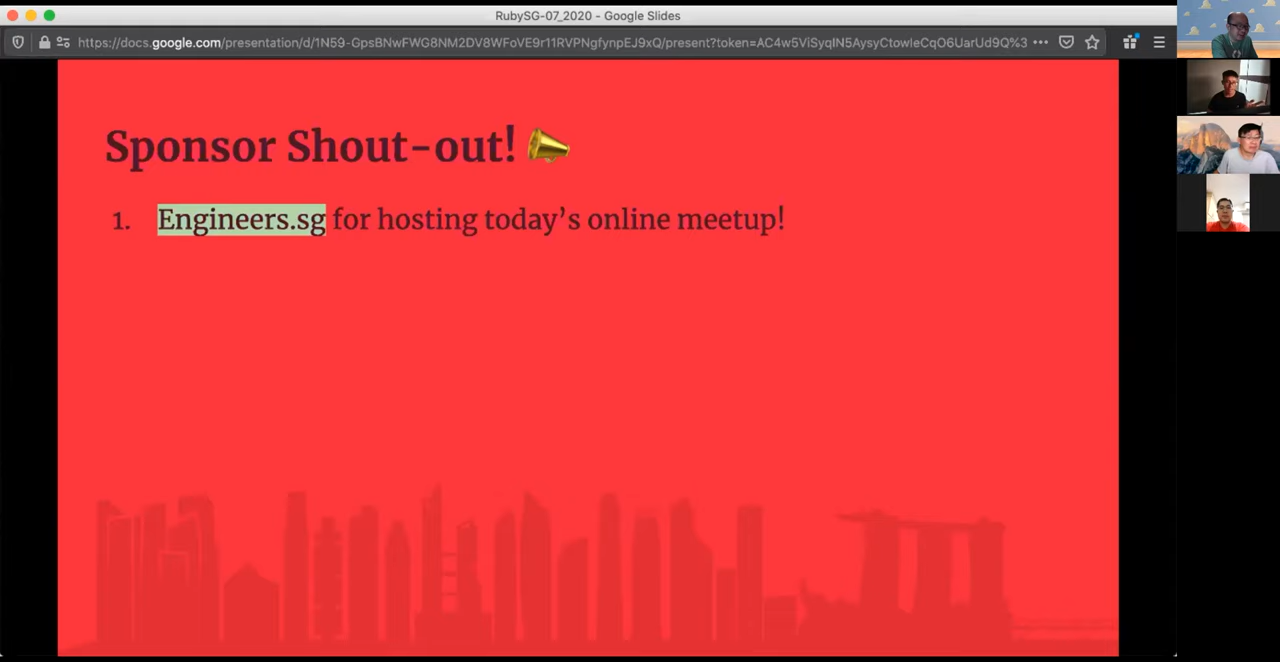 RubySG-07_2020 - Google Slides
https://docs.google.com/presentation/d/1N59-GpsBNwFWG8NM2DV8WFoVE9r11RVPNgfynpEJ9xQ/present?token=AC4w5ViSyqIN5AysyCtowIeCqO6UarUd9Q%3
Sponsor Shout-out!
1. Engineers.sg for hosting today’s online meetup!